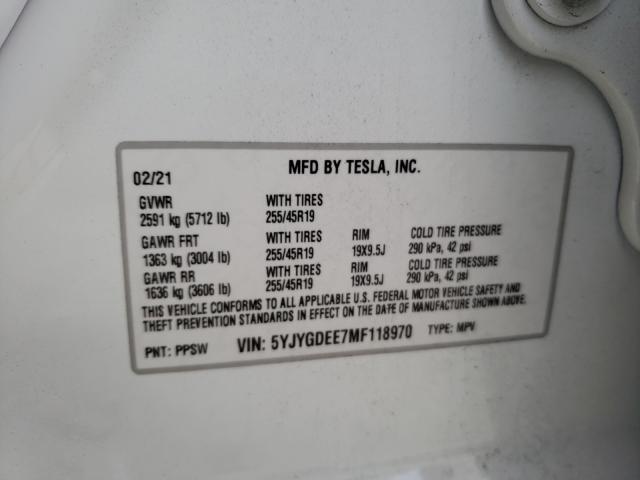 MFD BY TESLA, INC.
02/21
GVWR WITH TIRES
2591 kg (5712 lb) 255/45R19
GAWR FRT WITH TIRES RIM COLD TIRE PRESSURE
1363 kg (3004 lb) 255/45R19 19X9.5J 290 kPa, 42 psi
GAWR RR WITH TIRES RIM COLD TIRE PRESSURE
1636 kg (3606 lb) 255/45R19 19X9.5J 290 kPa, 42 psi
THIS VEHICLE CONFORMS TO ALL APPLICABLE U.S. FEDERAL MOTOR VEHICLE SAFETY AND
THEFT PREVENTION STANDARDS IN EFFECT ON THE DATE OF MANUFACTURE SHOWN ABOVE.
PNT: PPSW VIN: 5YJYGDEE7MF118970 TYPE: MPV